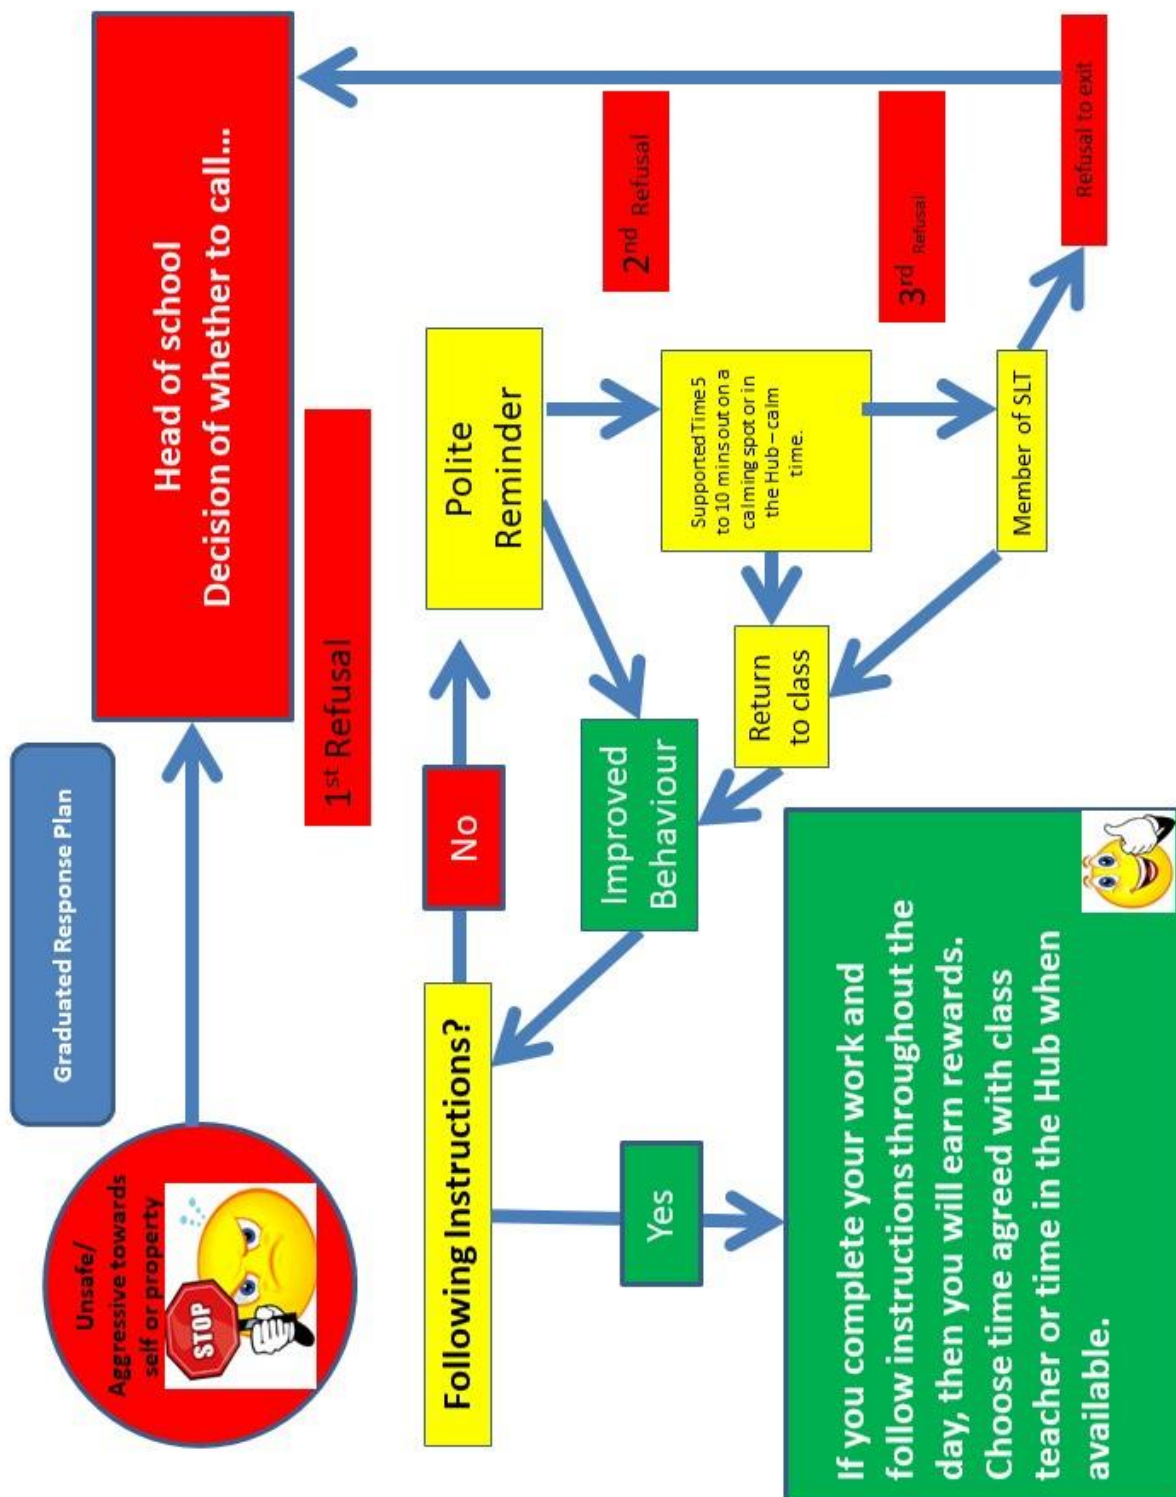 Graduated Response Plan
Unsafe/
Aggressive towards
self or property
STOP
Head of school
Decision of whether to call...
1st Refusal
Following Instructions?
No
Polite
Reminder
2nd Refusal
Yes
Improved
Behaviour
Supported Time 5
to 10 mins out on a
calming spot or in
the Hub – calm
time.
Return
to class
3rd Refusal
Member of SLT
Refusal to exit
If you complete your work and
follow instructions throughout the
day, then you will earn rewards.
Choose time agreed with class
teacher or time in the Hub when
available.